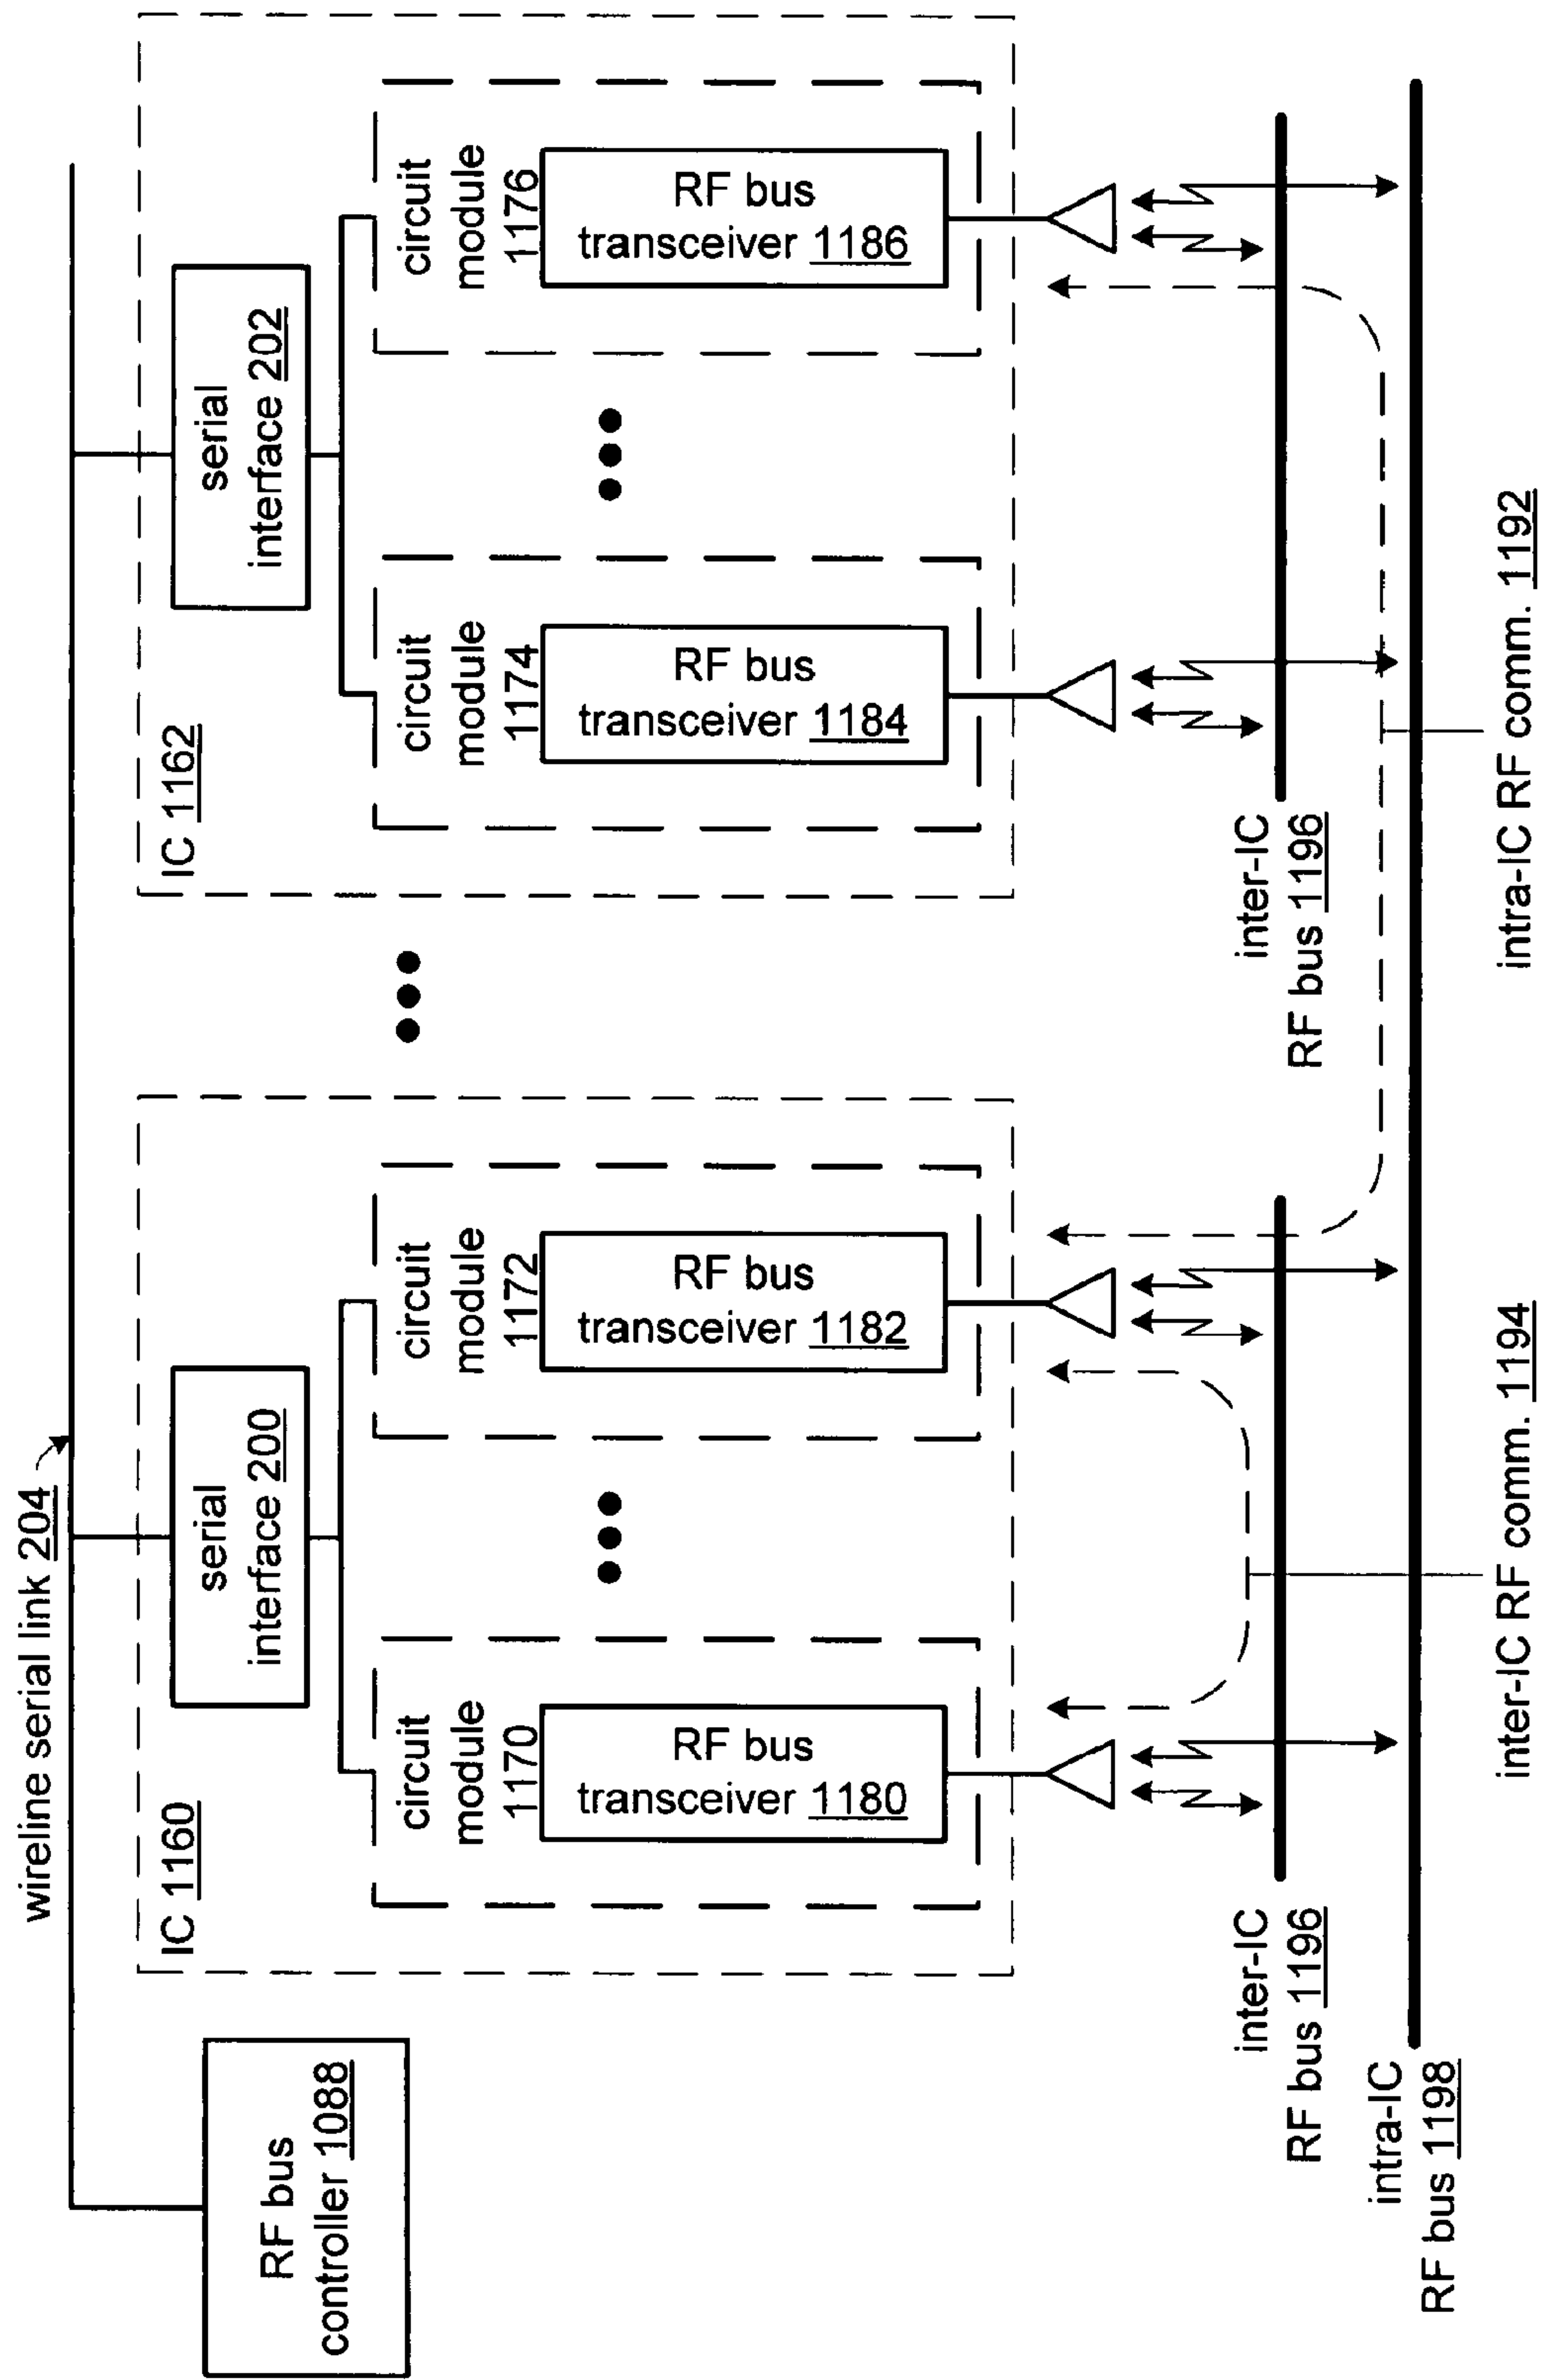 wireline serial link 204
RF bus
controller 1088
IC 1160
serial
interface 200
circuit
module
1170
RF bus
transceiver 1180
circuit
module
1172
RF bus
transceiver 1182
IC 1162
serial
interface 202
circuit
module
1174
RF bus
transceiver 1184
circuit
module
1176
RF bus
transceiver 1186
inter-IC
RF bus 1196
inter-IC
RF bus 1196
intra-IC
RF bus 1198
inter-IC RF comm. 1194
intra-IC RF comm. 1192